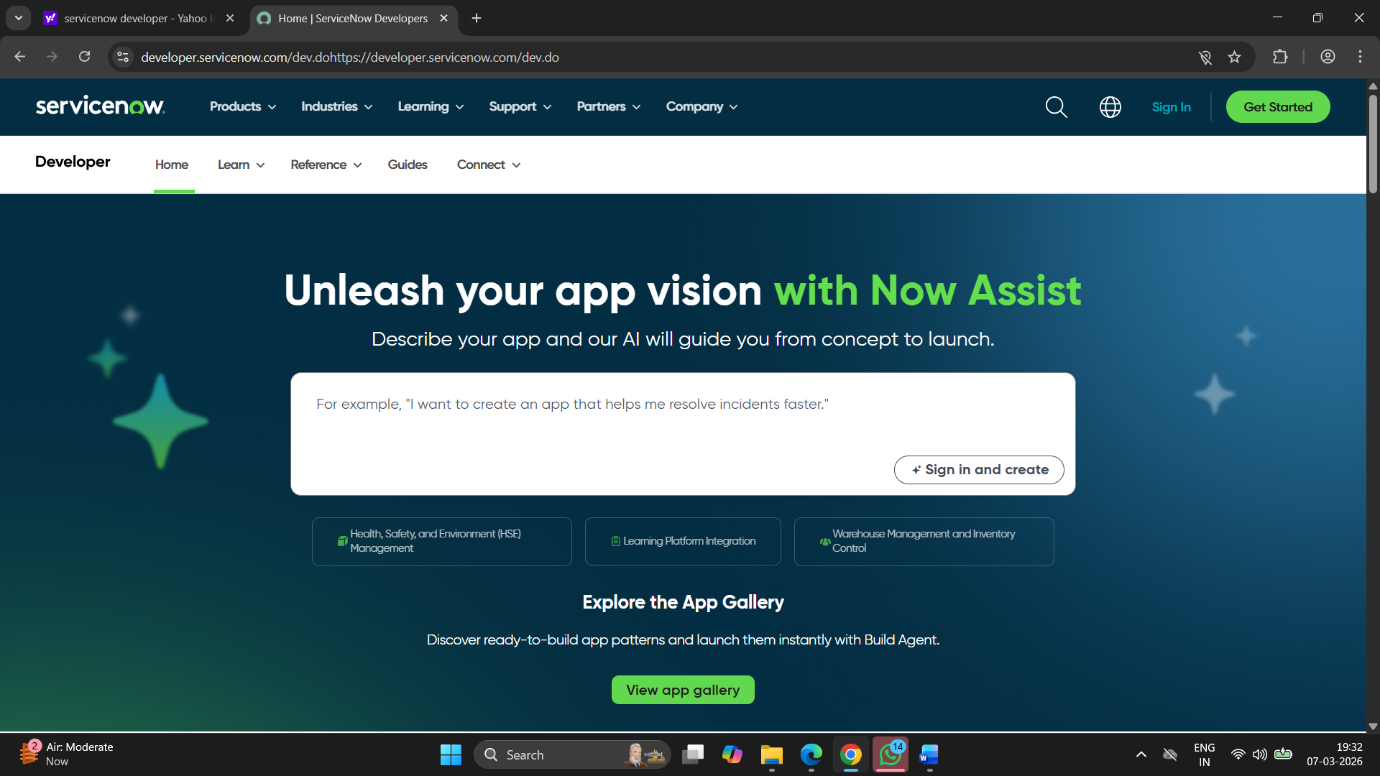 servicenow developer - Yahoo
Home | ServiceNow Developers
developer.servicenow.com/dev.dohttps://developer.servicenow.com/dev.do
servicenow.
Products
Industries
Learning
Support
Partners
Company
Sign In
Get Started
Developer
Home
Learn
Reference
Guides
Connect
Unleash your app vision with Now Assist
Describe your app and our AI will guide you from concept to launch.
For example, "I want to create an app that helps me resolve incidents faster."
Sign in and create
Health, Safety, and Environment (HSE)
Management
Learning Platform Integration
Warehouse Management and Inventory
Control
Explore the App Gallery
Discover ready-to-build app patterns and launch them instantly with Build Agent.
View app gallery
2
Air: Moderate
Now
Search
14
ENG
IN
19:32
07-03-2026